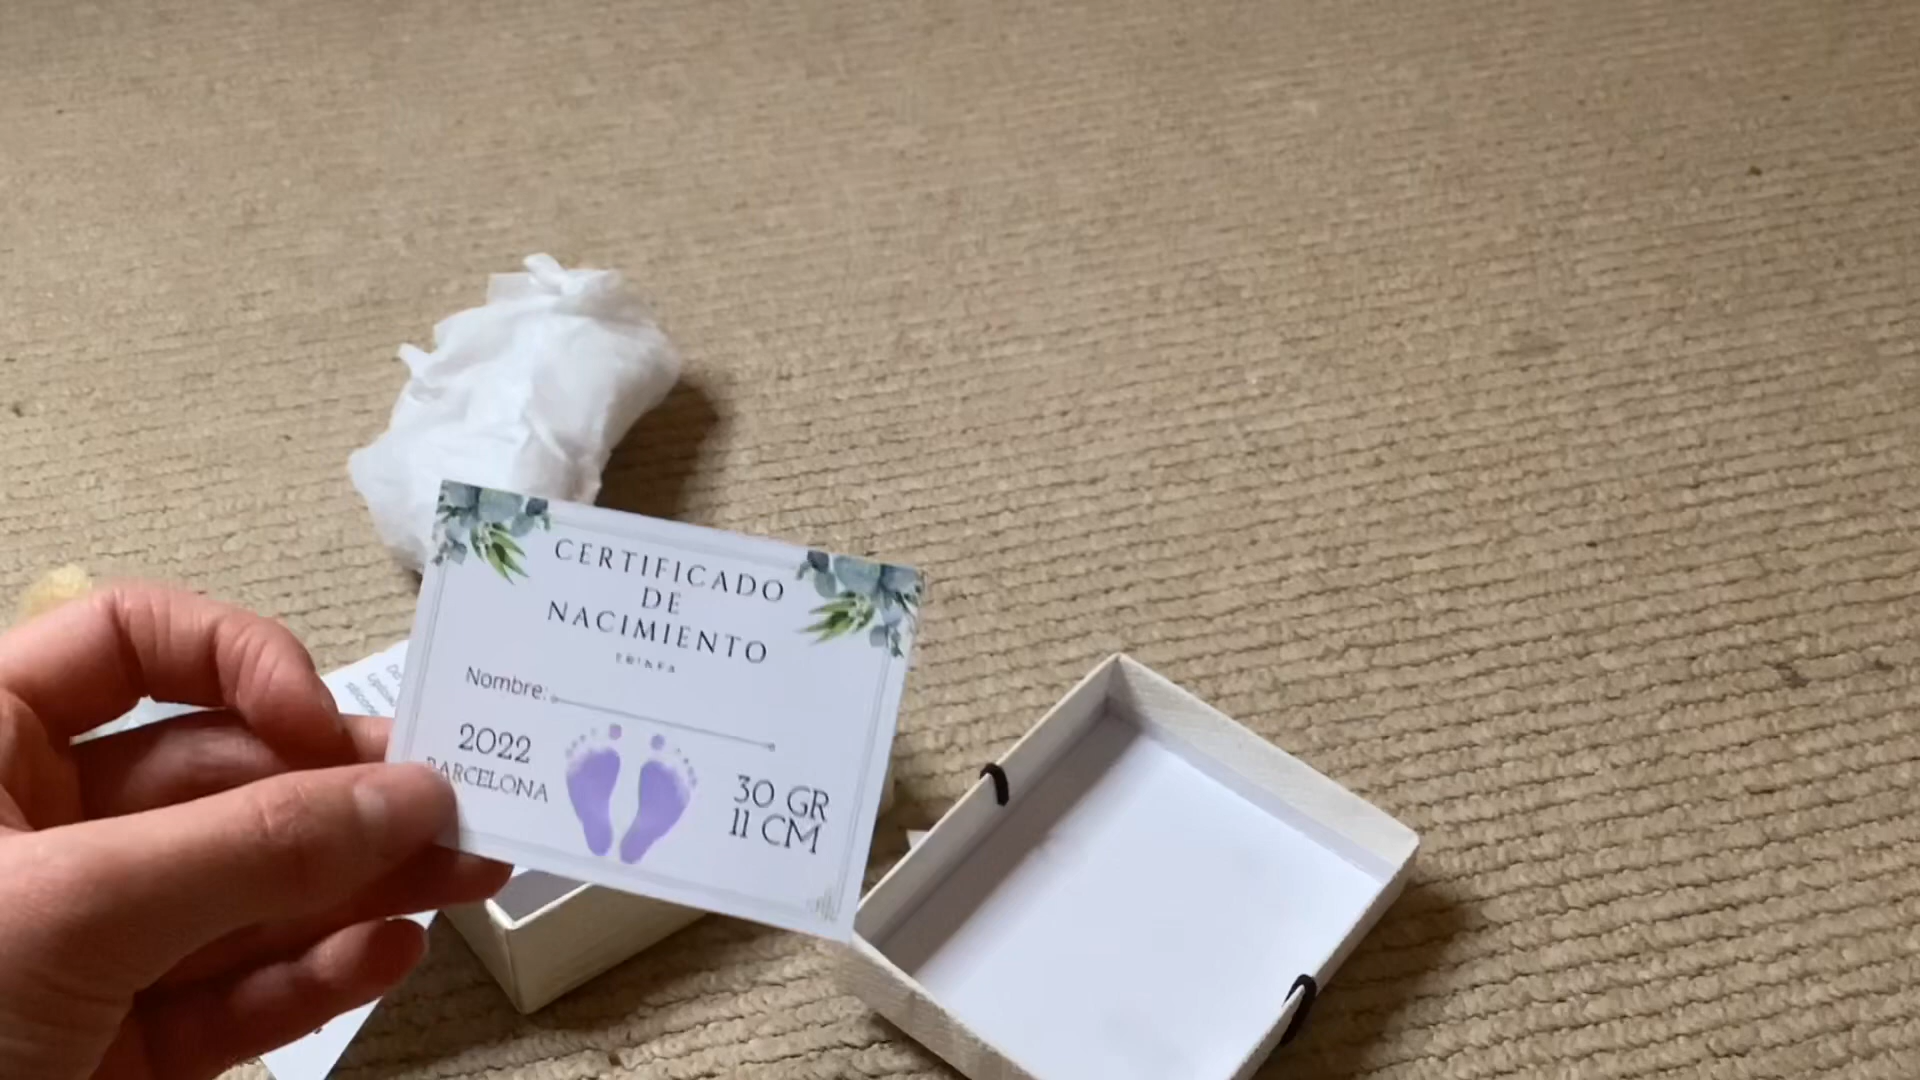 CERTIFICADO
DE
NACIMIENTO
Nombre:
2022
BARCELONA
30 GR
11 CM